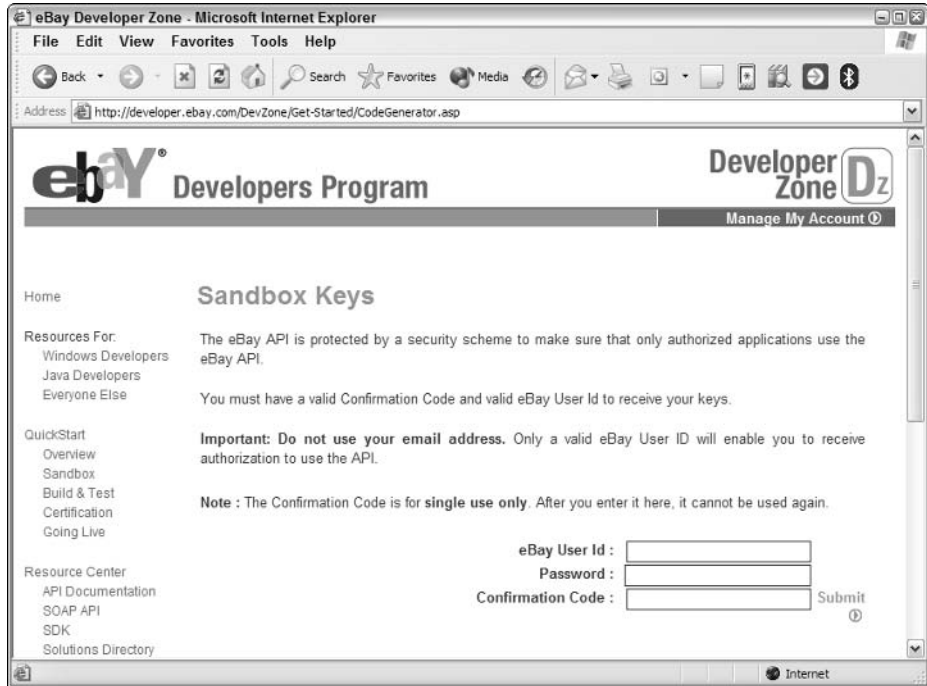 eBay Developer Zone - Microsoft Internet Explorer
File Edit View Favorites Tools Help
Back Search Favorites Media
Address http://developer.ebay.com/DevZone/Get-Started/CodeGenerator.asp
ebaY® Developers Program
Developer
Zone Dz
Manage My Account
Home
Resources For:
Windows Developers
Java Developers
Everyone Else
QuickStart
Overview
Sandbox
Build & Test
Certification
Going Live
Resource Center
API Documentation
SOAP API
SDK
Solutions Directory
Sandbox Keys
The eBay API is protected by a security scheme to make sure that only authorized applications use the
eBay API.
You must have a valid Confirmation Code and valid eBay User Id to receive your keys.
Important: Do not use your email address. Only a valid eBay User ID will enable you to receive
authorization to use the API.
Note : The Confirmation Code is for single use only. After you enter it here, it cannot be used again.
eBay User Id :
Password :
Confirmation Code : Submit
Internet